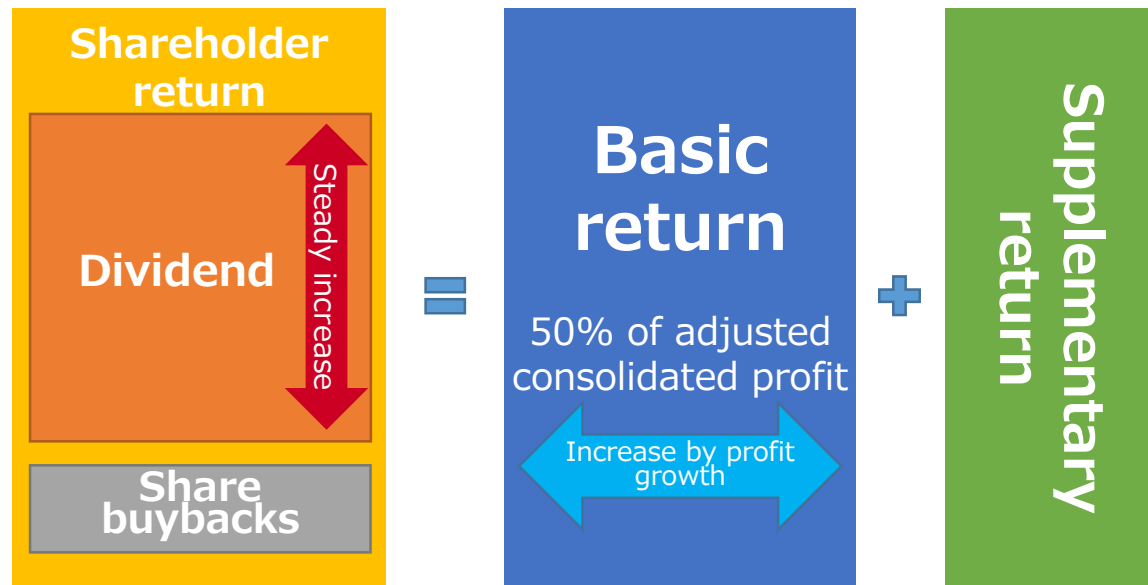 Shareholder
return
Dividend
Steady increase
Share
buybacks
=
Basic
return
50% of adjusted
consolidated profit
Increase by profit
growth
+
Supplementary
return